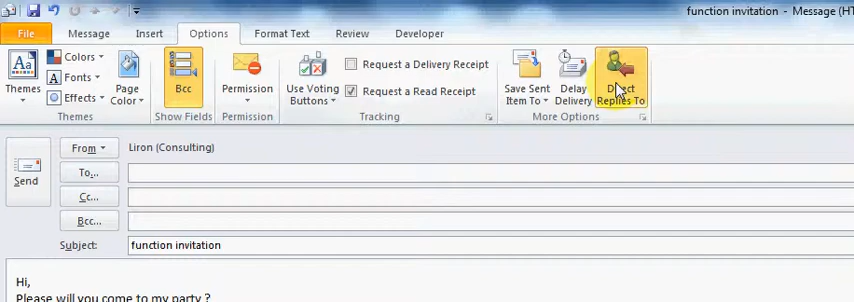 function invitation - Message (HT
File Message Insert Options Format Text Review Developer
Aa Themes Colors Fonts Effects Page Color Bcc Permission Use Voting Buttons Request a Delivery Receipt Request a Read Receipt Save Sent Item To Delay Delivery Direct Replies To
Themes Show Fields Permission Tracking More Options
From Liron (Consulting)
To...
Send
Cc...
Bcc...
Subject: function invitation
Hi,
Please will you come to my party ?